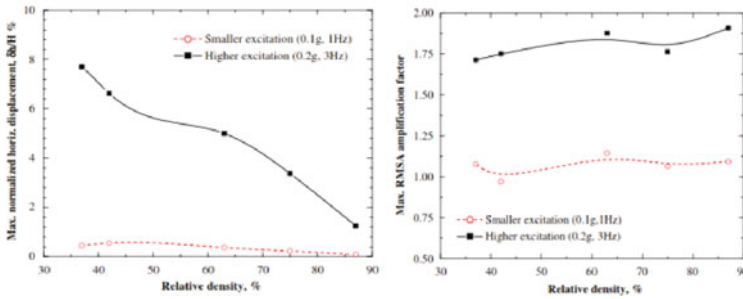 Max. normalized horiz. displacement, δh/H %
10
8
6
4
2
0
Smaller excitation (0.1g, 1Hz)
Higher excitation (0.2g, 3Hz)
30 40 50 60 70 80 90
Relative density, %
Max. RMSA amplification factor
2.00
1.75
1.50
1.25
1.00
0.75
0.50
Smaller excitation (0.1g,1Hz)
Higher excitation (0.2g, 3Hz)
30 40 50 60 70 80 90
Relative density, %